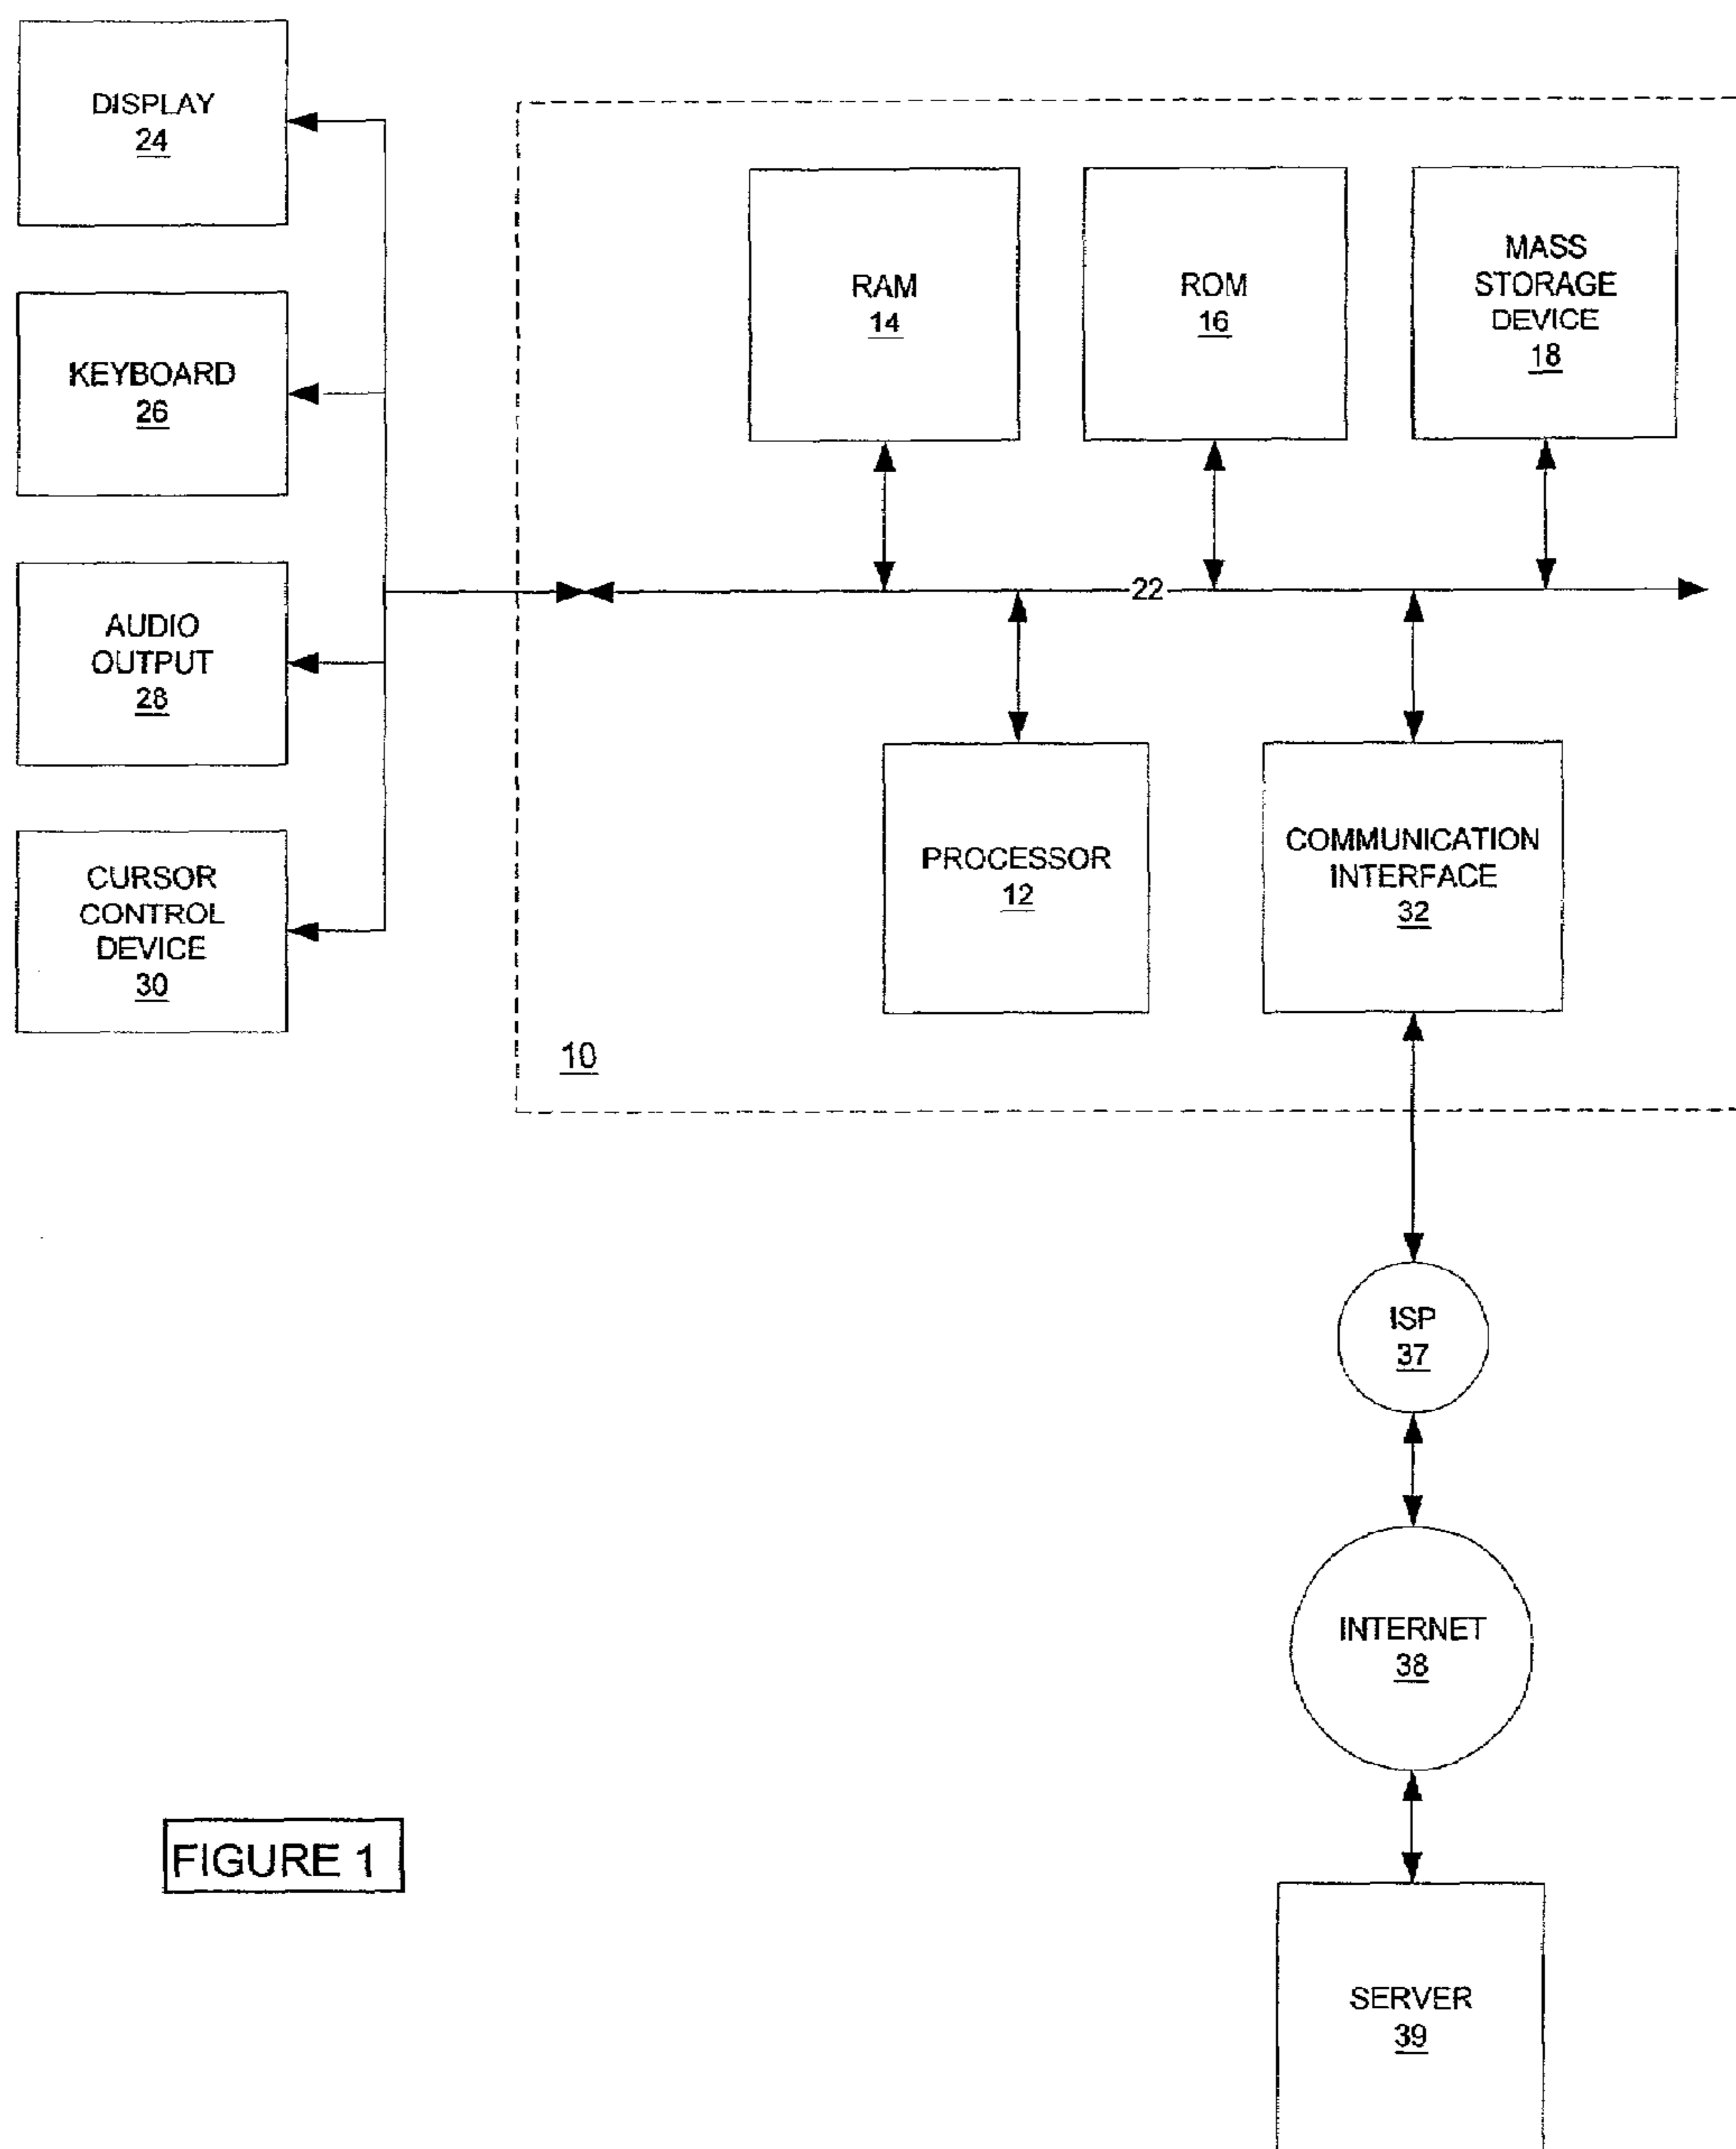 DISPLAY
24
KEYBOARD
26
AUDIO
OUTPUT
28
CURSOR
CONTROL
DEVICE
30
RAM
14
ROM
16
MASS
STORAGE
DEVICE
18
22
PROCESSOR
12
COMMUNICATION
INTERFACE
32
10
ISP
37
INTERNET
38
SERVER
39
FIGURE 1